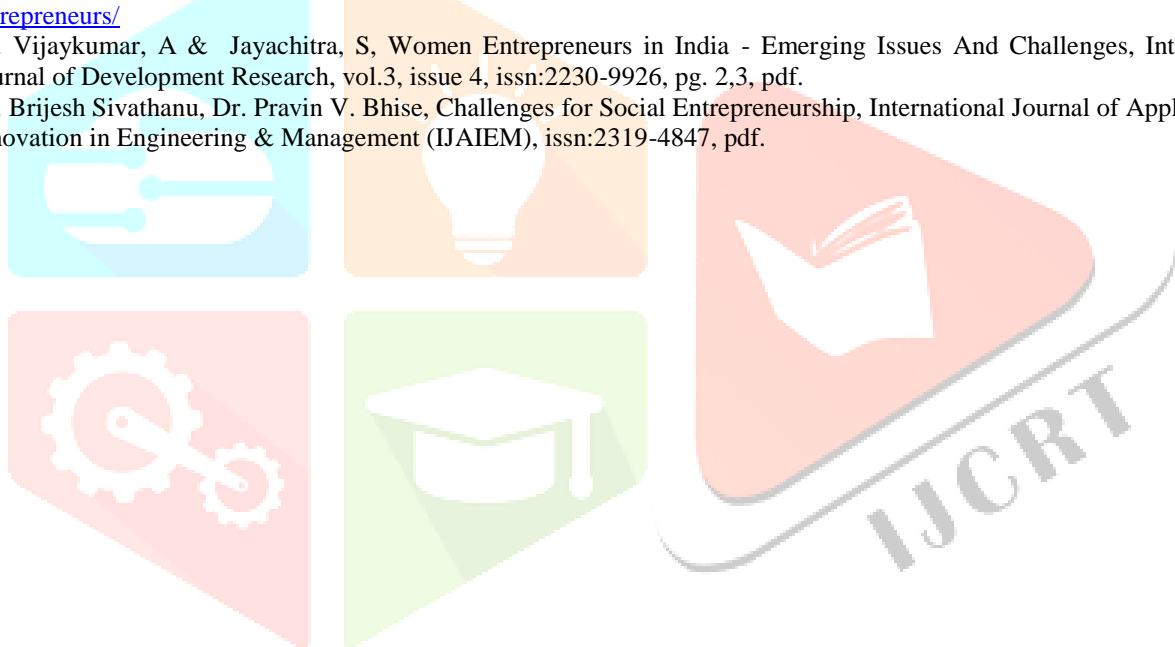 repreneurs/
. Vijaykumar, A & Jayachitra, S, Women Entrepreneurs in India - Emerging Issues And Challenges, Int
urnal of Development Research, vol.3, issue 4, issn:2230-9926, pg. 2,3, pdf.
. Brijesh Sivathanu, Dr. Pravin V. Bhise, Challenges for Social Entrepreneurship, International Journal of Appl
ovation in Engineering & Management (IJAIEM), issn:2319-4847, pdf.
IJCRT